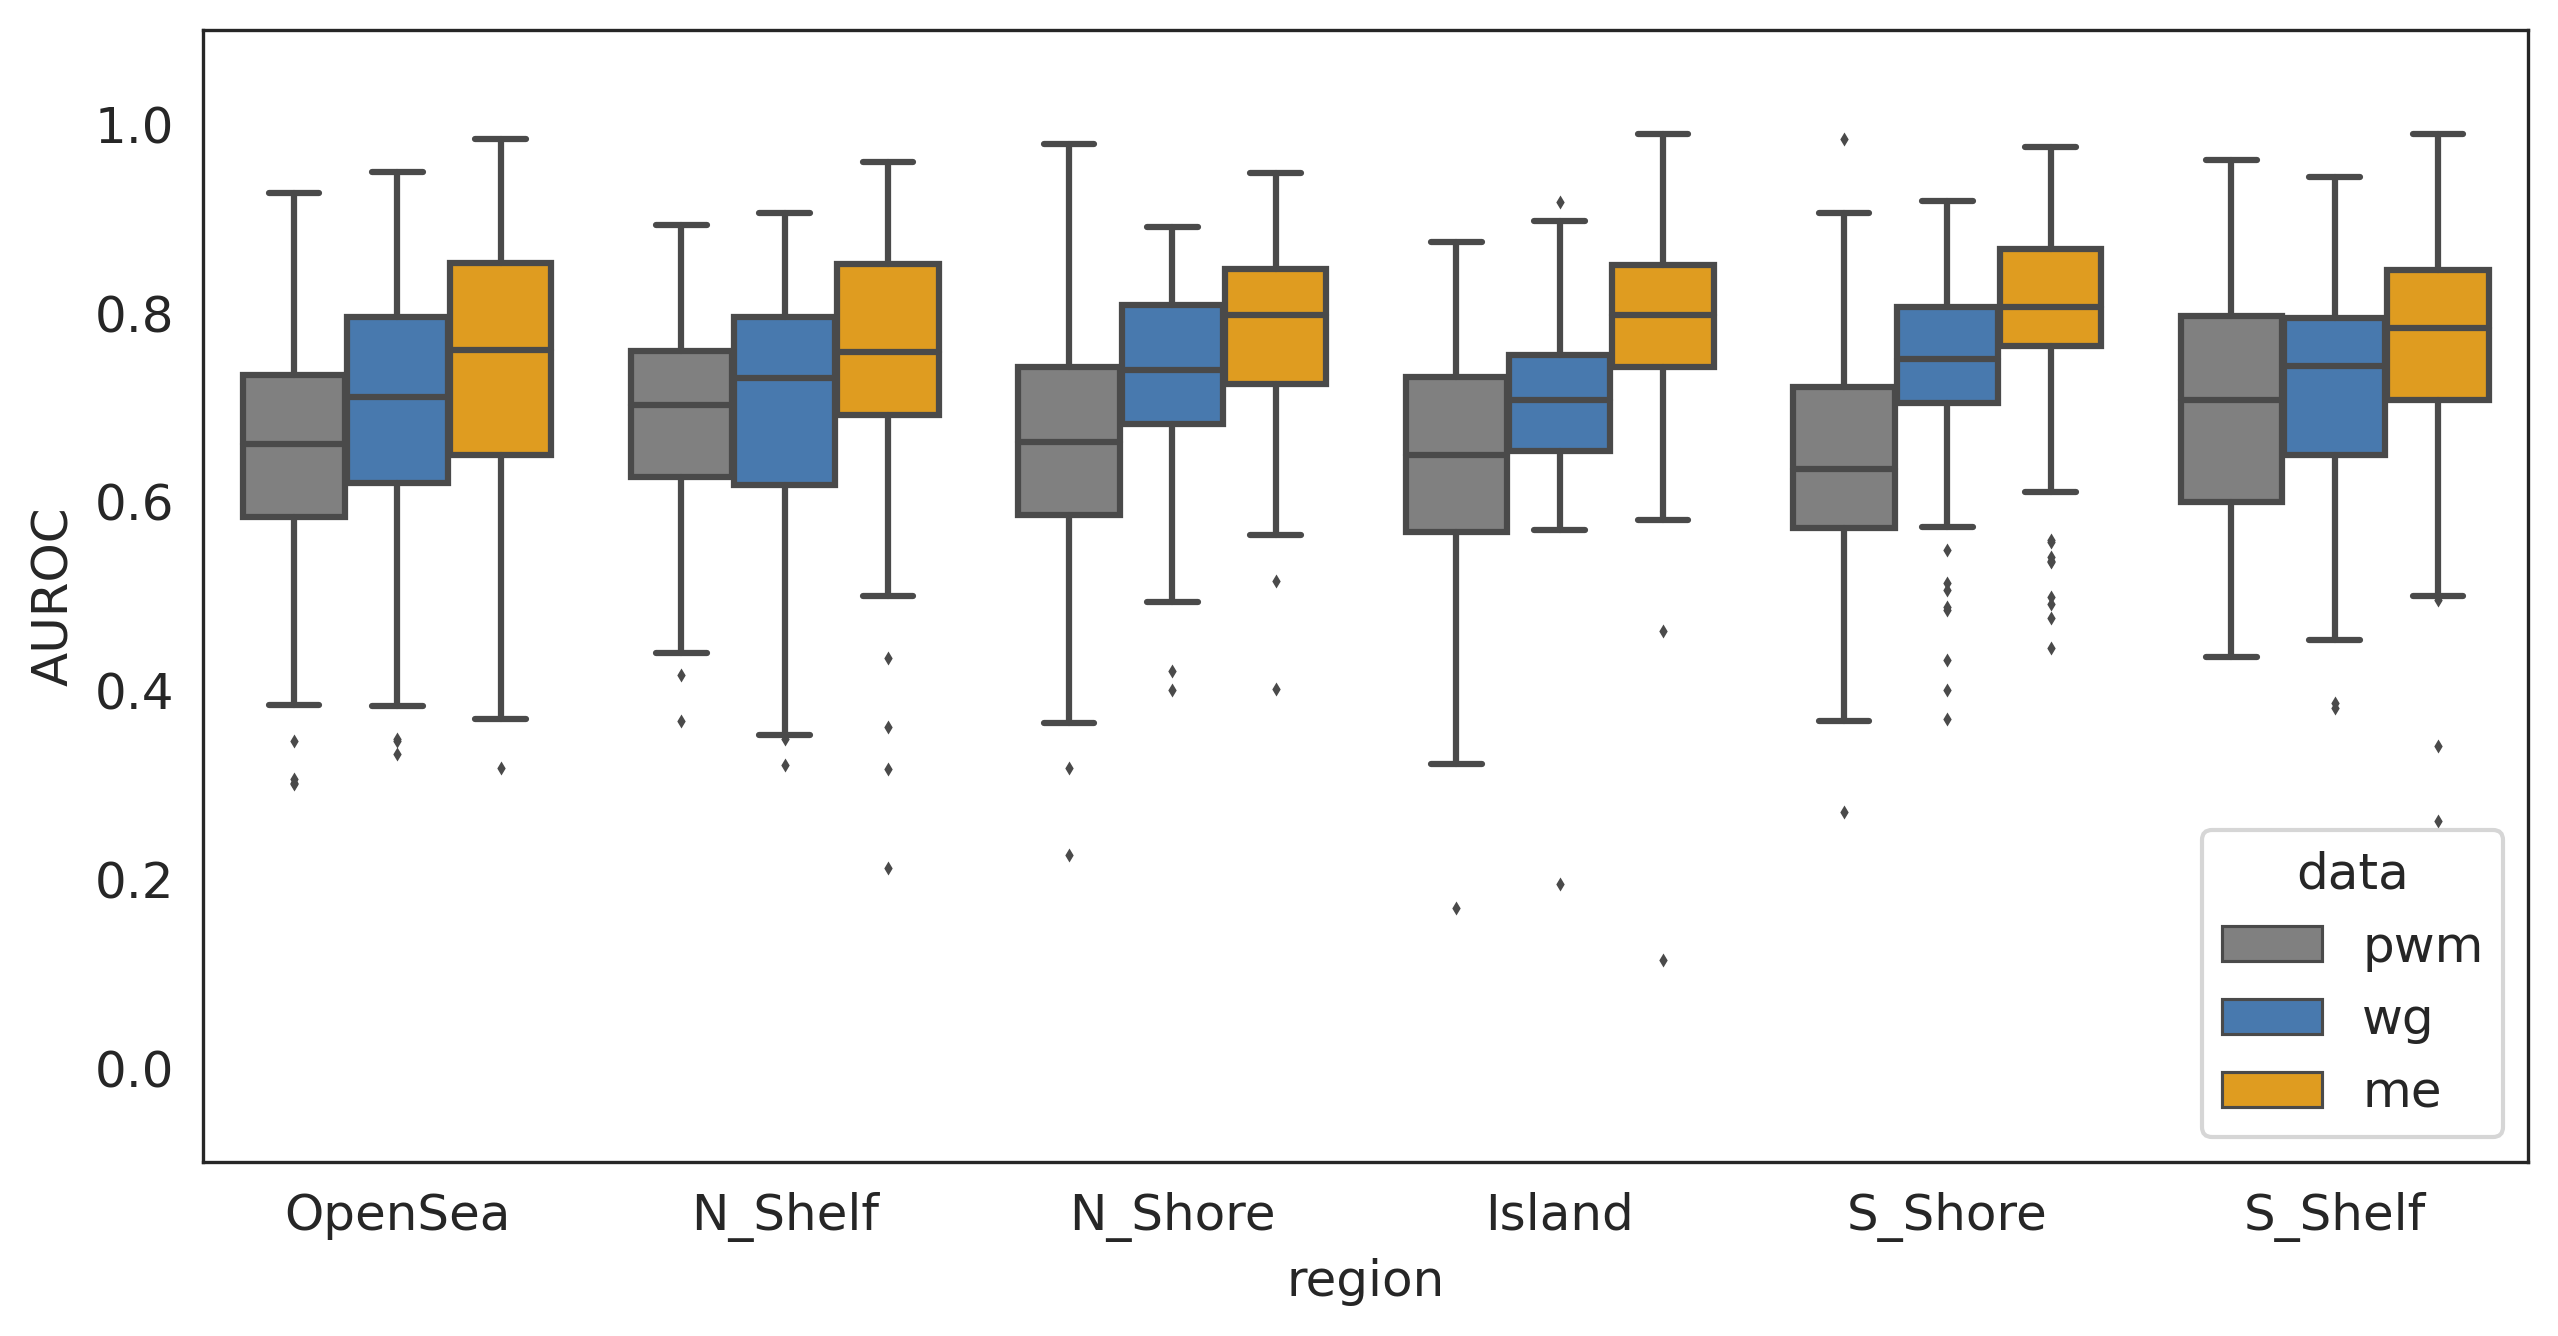 AUROC
1.0
0.8
0.6
0.4
0.2
0.0
OpenSea
N_Shelf
N_Shore
Island
S_Shore
S_Shelf
region
data
pwm
wg
me